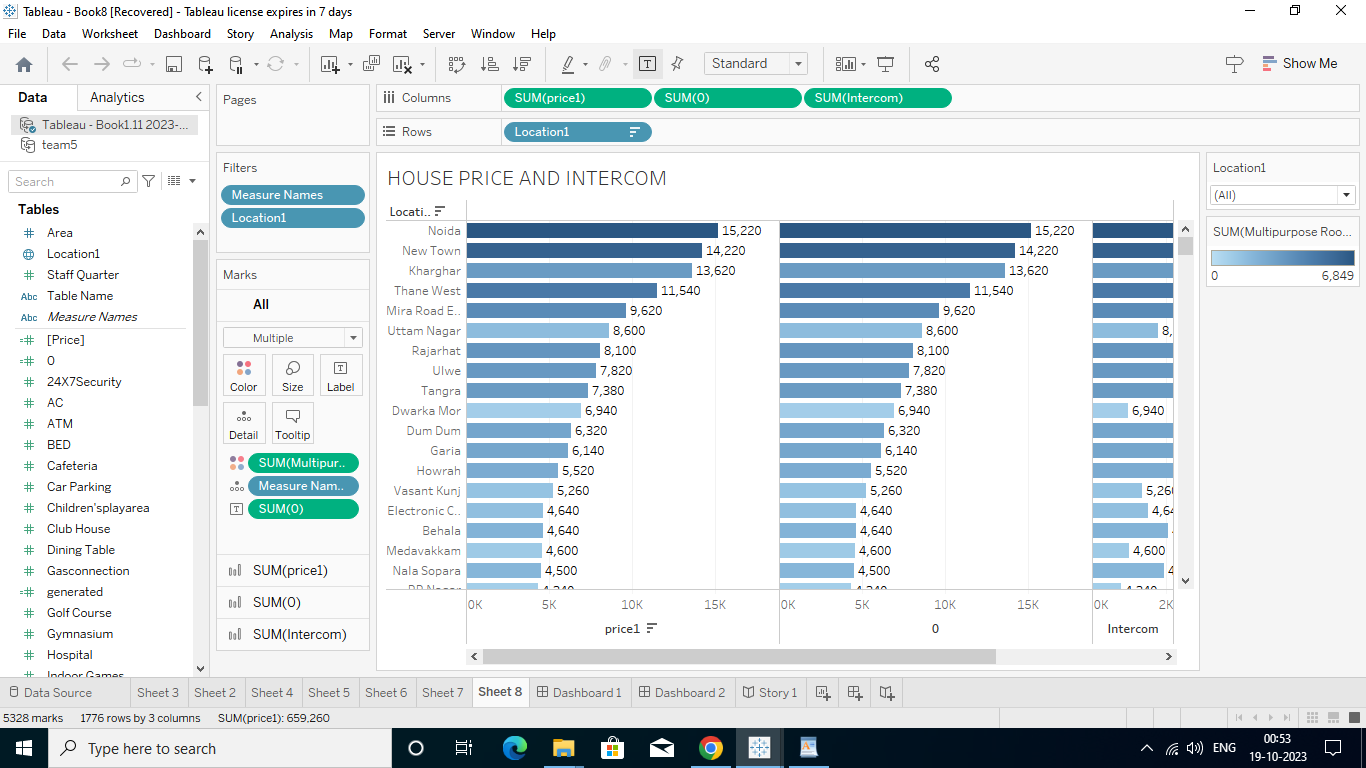 Tableau - Book8 [Recovered] - Tableau license expires in 7 days
File Data Worksheet Dashboard Story Analysis Map Format Server Window Help
Standard
Show Me
Data Analytics
Tableau - Book1.11 2023-...
team5
Search
Tables
Area
Location1
Staff Quarter
Abc Table Name
Abc Measure Names
[Price]
0
24X7Security
AC
ATM
BED
Cafeteria
Car Parking
Children'splayarea
Club House
Dining Table
Gasconnection
generated
Golf Course
Gymnasium
Hospital
Indoor Games
Pages
Filters
Measure Names
Location1
Marks
All
Multiple
Color Size Label
Detail Tooltip
SUM(Multipur..
Measure Nam..
SUM(0)
SUM(price1)
SUM(0)
SUM(Intercom)
Columns SUM(price1) SUM(0) SUM(Intercom)
Rows Location1
HOUSE PRICE AND INTERCOM
Locati..
Noida 15,220 15,220
New Town 14,220 14,220
Kharghar 13,620 13,620
Thane West 11,540 11,540
Mira Road E.. 9,620 9,620
Uttam Nagar 8,600 8,600 8,
Rajarhat 8,100 8,100
Ulwe 7,820 7,820
Tangra 7,380 7,380
Dwarka Mor 6,940 6,940 6,940
Dum Dum 6,320 6,320
Garia 6,140 6,140
Howrah 5,520 5,520
Vasant Kunj 5,260 5,260 5,260
Electronic C.. 4,640 4,640 4,64
Behala 4,640 4,640
Medavakkam 4,600 4,600 4,600
Nala Sopara 4,500 4,500 4
0K 5K 10K 15K 0K 5K 10K 15K 0K 2K
price1 0 Intercom
Location1
(All)
SUM(Multipurpose Roo...
0 6,849
Data Source Sheet 3 Sheet 2 Sheet 4 Sheet 5 Sheet 6 Sheet 7 Sheet 8 Dashboard 1 Dashboard 2 Story 1
5328 marks 1776 rows by 3 columns SUM(price1): 659,260
Type here to search
ENG
00:53
19-10-2023